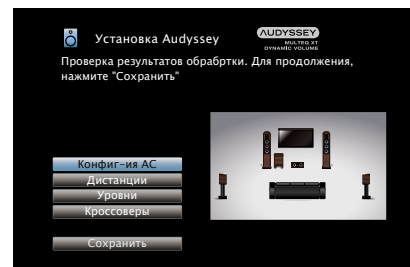 Установка Audyssey
AUDYSSEY
MULTEQ XT
DYNAMIC VOLUME
Проверка результатов обрабртки. Для продолжения,
нажмите "Сохранить"
Конфиг-ия АС
Дистанции
Уровни
Кроссоверы
Сохранить